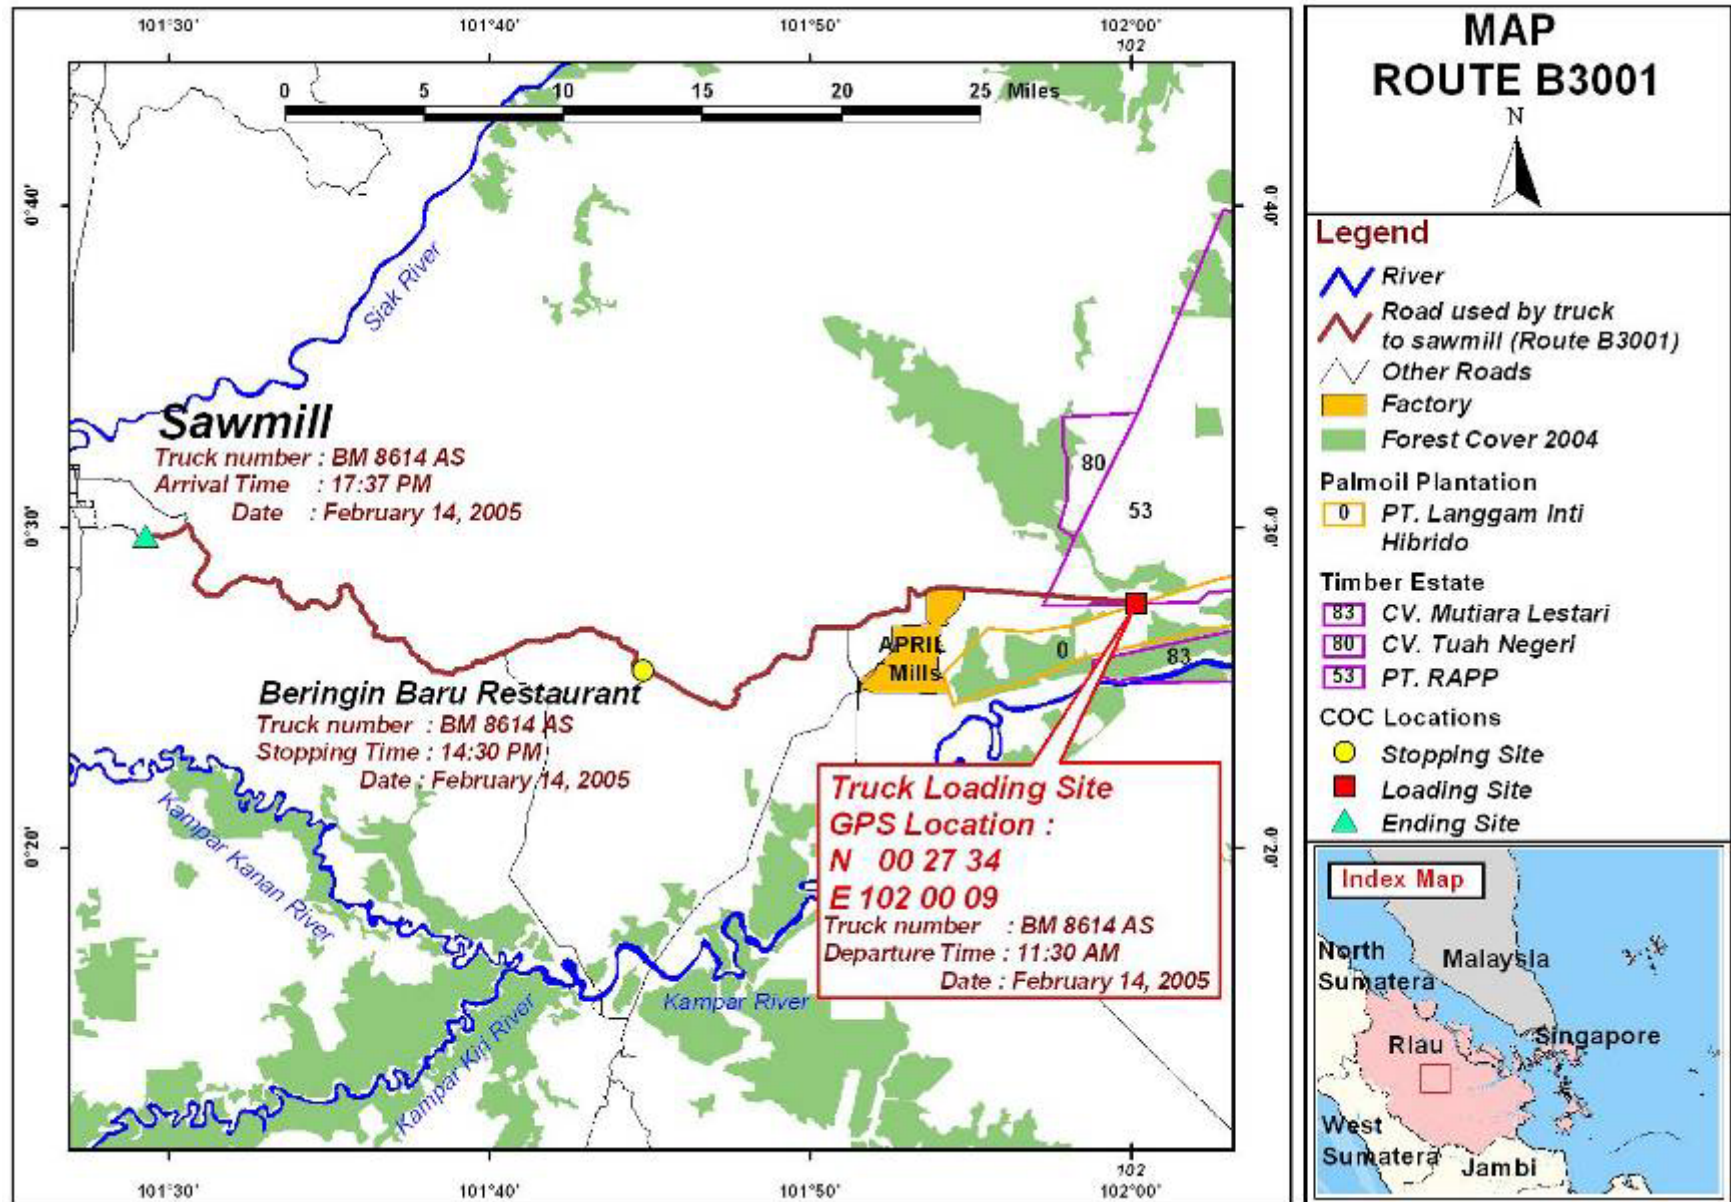 101°30'
101°40'
101°50'
102°00'
102
0 5 10 15 20 25 Miles
0°40'
0°40'
Siak River
Sawmill
Truck number : BM 8614 AS
Arrival Time : 17:37 PM
Date : February 14, 2005
80
53
0°30'
0°30'
APRIL
Mills
0
83
Beringin Baru Restaurant
Truck number : BM 8614 AS
Stopping Time : 14:30 PM
Date : February 14, 2005
Truck Loading Site
GPS Location :
N 00 27 34
E 102 00 09
Truck number : BM 8614 AS
Departure Time : 11:30 AM
Date : February 14, 2005
0°20'
0°20'
Kampar Kanan River
Kampar River
Kampar Kiri River
101°30'
101°40'
101°50'
102
102°00'
MAP
ROUTE B3001
N
Legend
River
Road used by truck
to sawmill (Route B3001)
Other Roads
Factory
Forest Cover 2004
Palmoil Plantation
0 PT. Langgam Inti
Hibrido
Timber Estate
83 CV. Mutiara Lestari
80 CV. Tuah Negeri
53 PT. RAPP
COC Locations
Stopping Site
Loading Site
Ending Site
Index Map
North
Sumatera
Malaysia
Singapore
RIau
West
Sumatera
Jambi